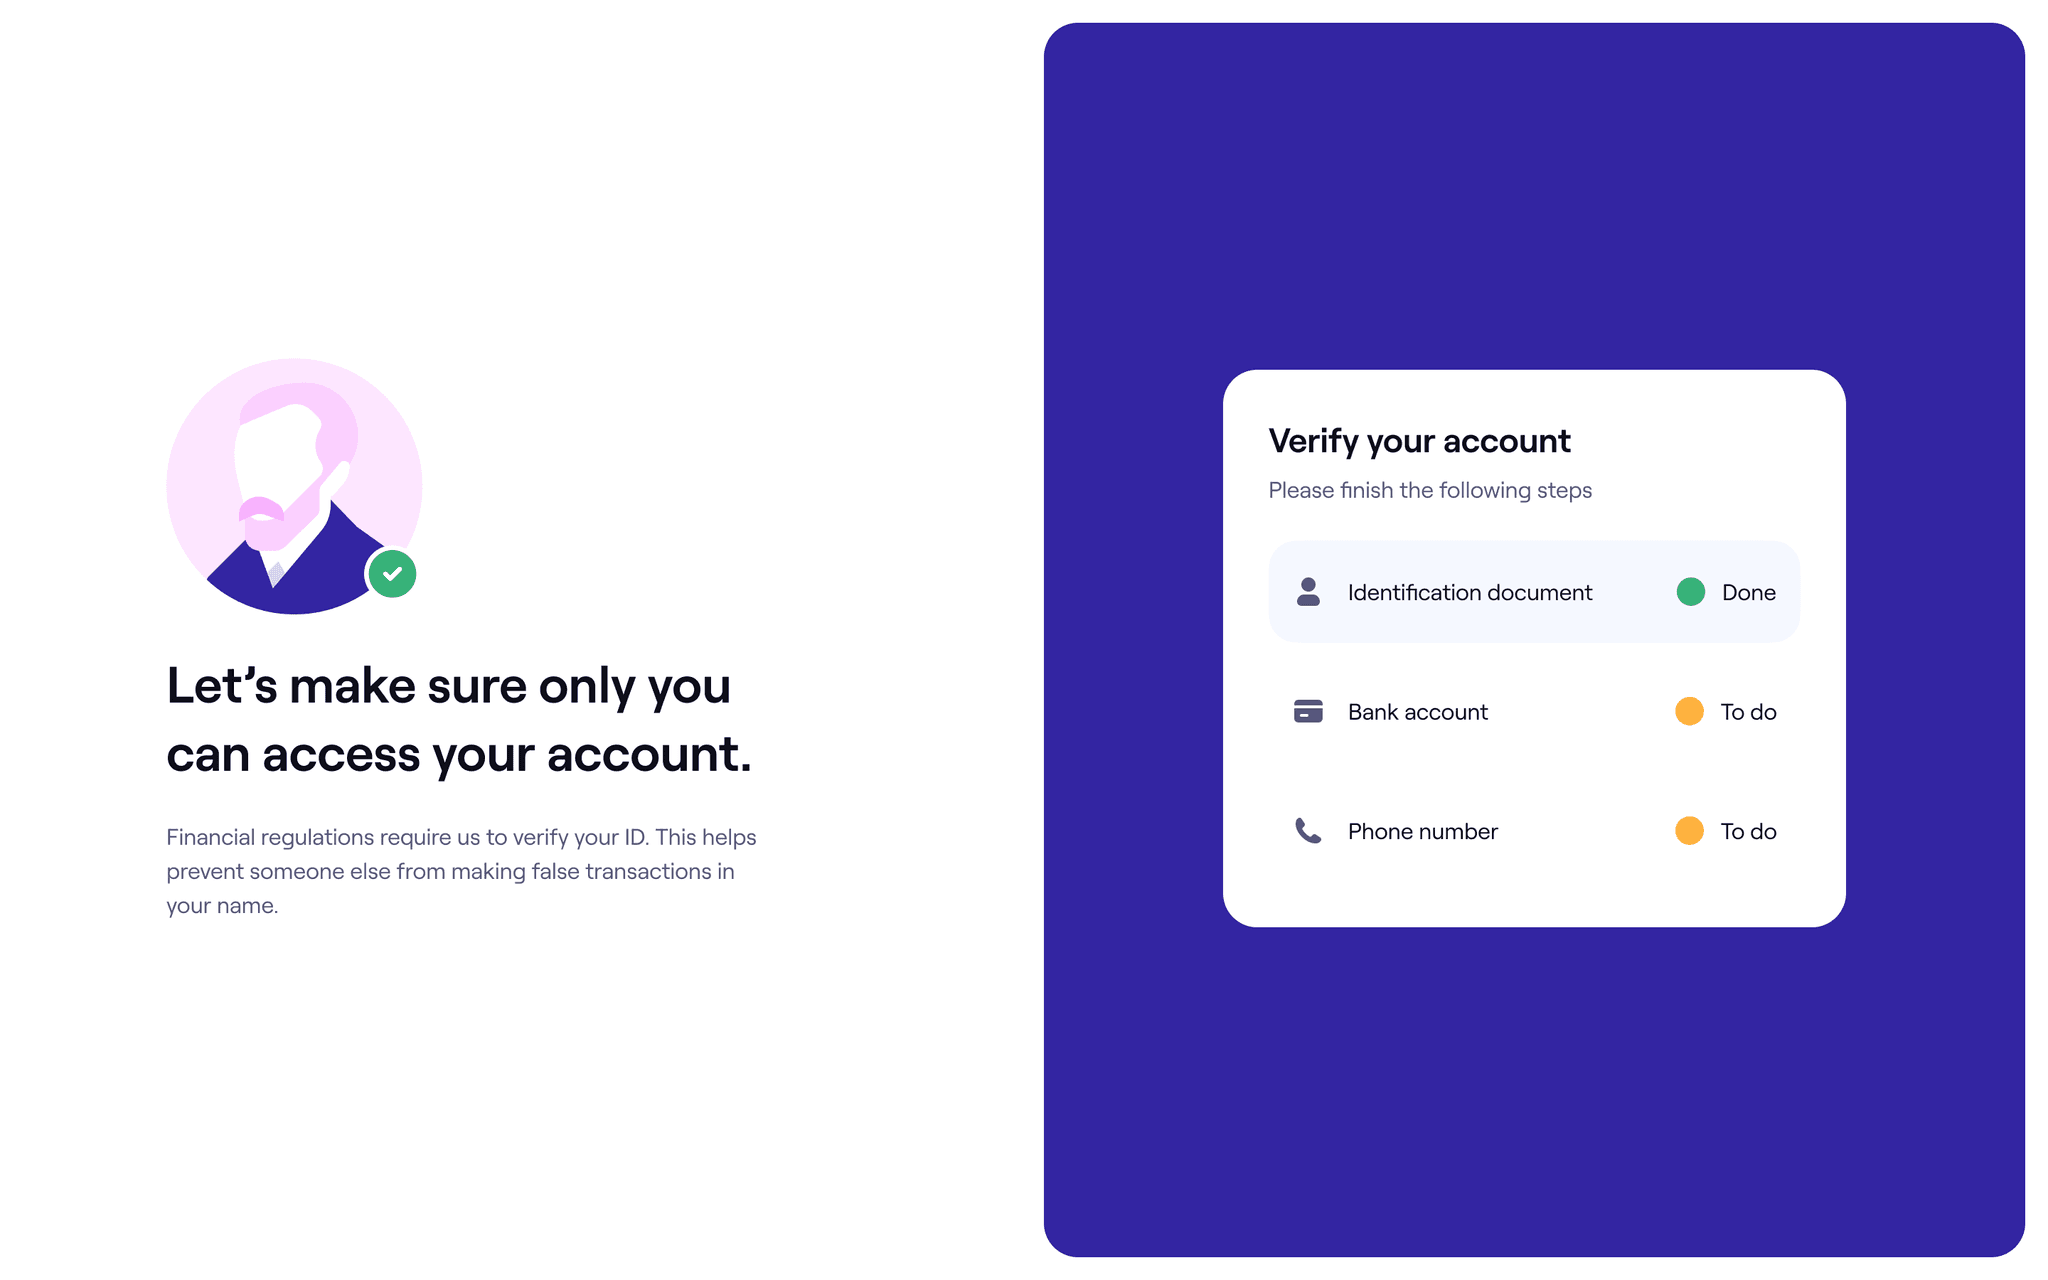 Let’s make sure only you
can access your account.
Financial regulations require us to verify your ID. This helps
prevent someone else from making false transactions in
your name.
Verify your account
Please finish the following steps
Identification document Done
Bank account To do
Phone number To do